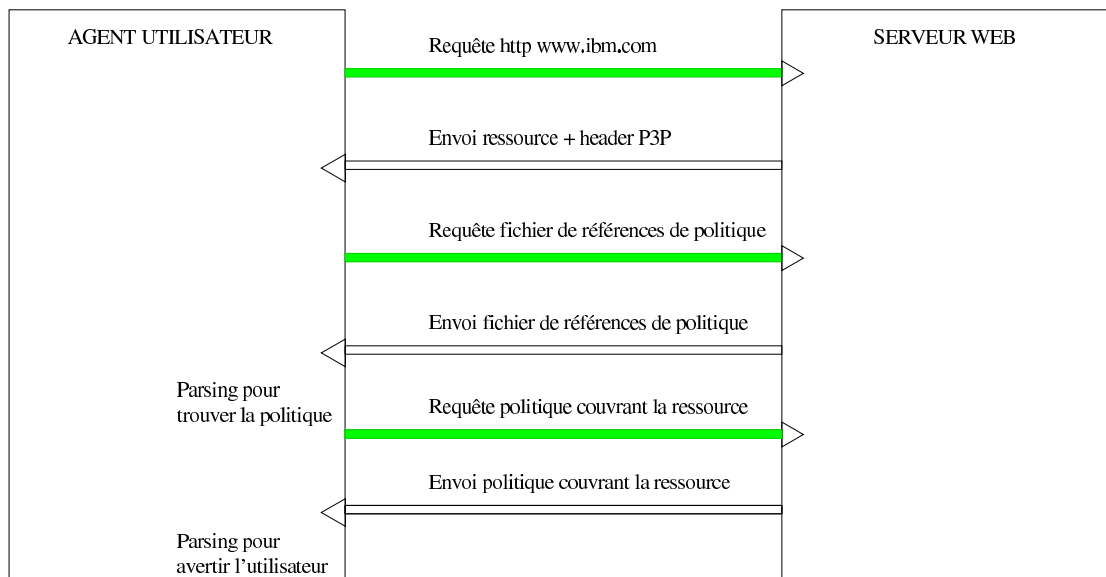 AGENT UTILISATEUR
SERVEUR WEB
Requête http www.ibm.com
Envoi ressource + header P3P
Requête fichier de références de politique
Envoi fichier de références de politique
Parsing pour
trouver la politique
Requête politique couvrant la ressource
Envoi politique couvrant la ressource
Parsing pour
avertir l'utilisateur